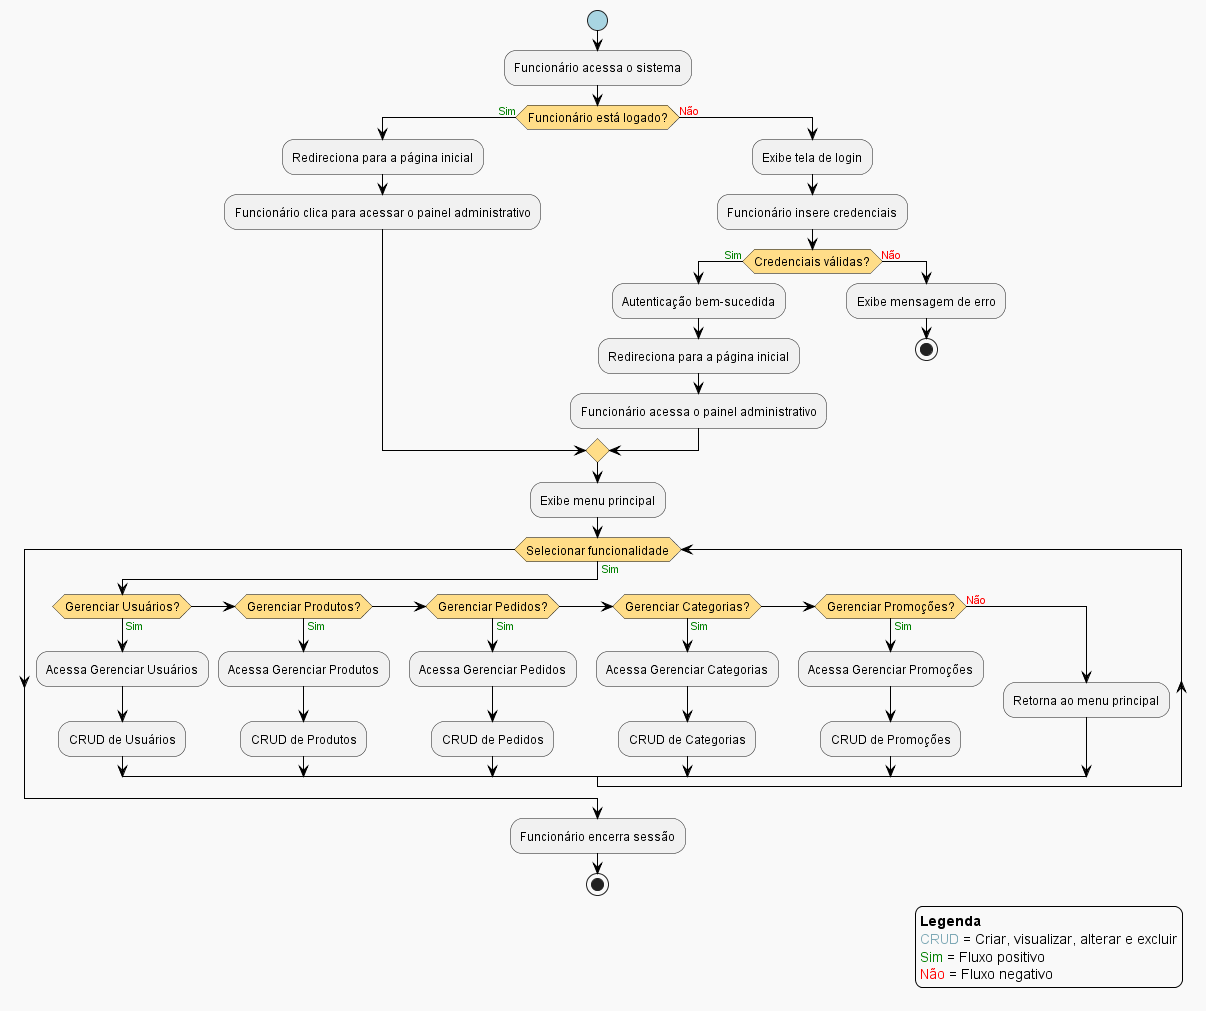 Funcionário acessa o sistema
Sim
Funcionário está logado?
Não
Redireciona para a página inicial
Exibe tela de login
Funcionário clica para acessar o painel administrativo
Funcionário insere credenciais
Sim
Credenciais válidas?
Não
Autenticação bem-sucedida
Exibe mensagem de erro
Redireciona para a página inicial
Funcionário acessa o painel administrativo
Exibe menu principal
Selecionar funcionalidade
Sim
Gerenciar Usuários?
Gerenciar Produtos?
Gerenciar Pedidos?
Gerenciar Categorias?
Gerenciar Promoções?
Não
Sim
Sim
Sim
Sim
Sim
Acessa Gerenciar Usuários
Acessa Gerenciar Produtos
Acessa Gerenciar Pedidos
Acessa Gerenciar Categorias
Acessa Gerenciar Promoções
Retorna ao menu principal
CRUD de Usuários
CRUD de Produtos
CRUD de Pedidos
CRUD de Categorias
CRUD de Promoções
Funcionário encerra sessão
Legenda
CRUD = Criar, visualizar, alterar e excluir
Sim = Fluxo positivo
Não = Fluxo negativo